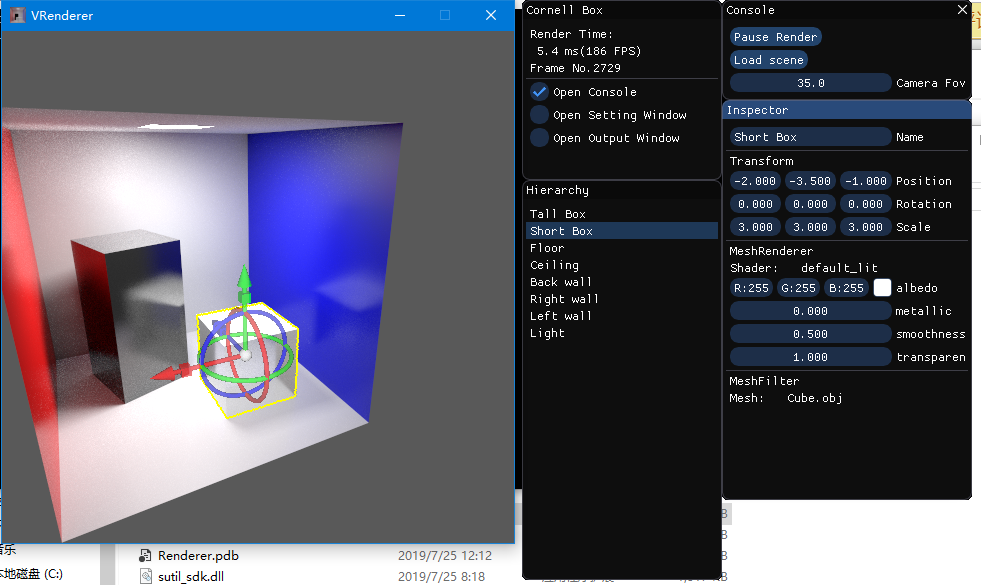 VRenderer
Cornell Box
Render Time:
5.4 ms(186 FPS)
Frame No.2729
Open Console
Open Setting Window
Open Output Window
Hierarchy
Tall Box
Short Box
Floor
Ceiling
Back wall
Right wall
Left wall
Light
Console
Pause Render
Load scene
35.0 Camera Fov
Inspector
Short Box Name
Transform
-2.000 -3.500 -1.000 Position
0.000 0.000 0.000 Rotation
3.000 3.000 3.000 Scale
MeshRenderer
Shader: default_lit
R:255 G:255 B:255 albedo
0.000 metallic
0.500 smoothness
1.000 transparen
MeshFilter
Mesh: Cube.obj
Renderer.pdb 2019/7/25 12:12
sutil_sdk.dll 2019/7/25 8:18
音乐
本地磁盘 (C:)